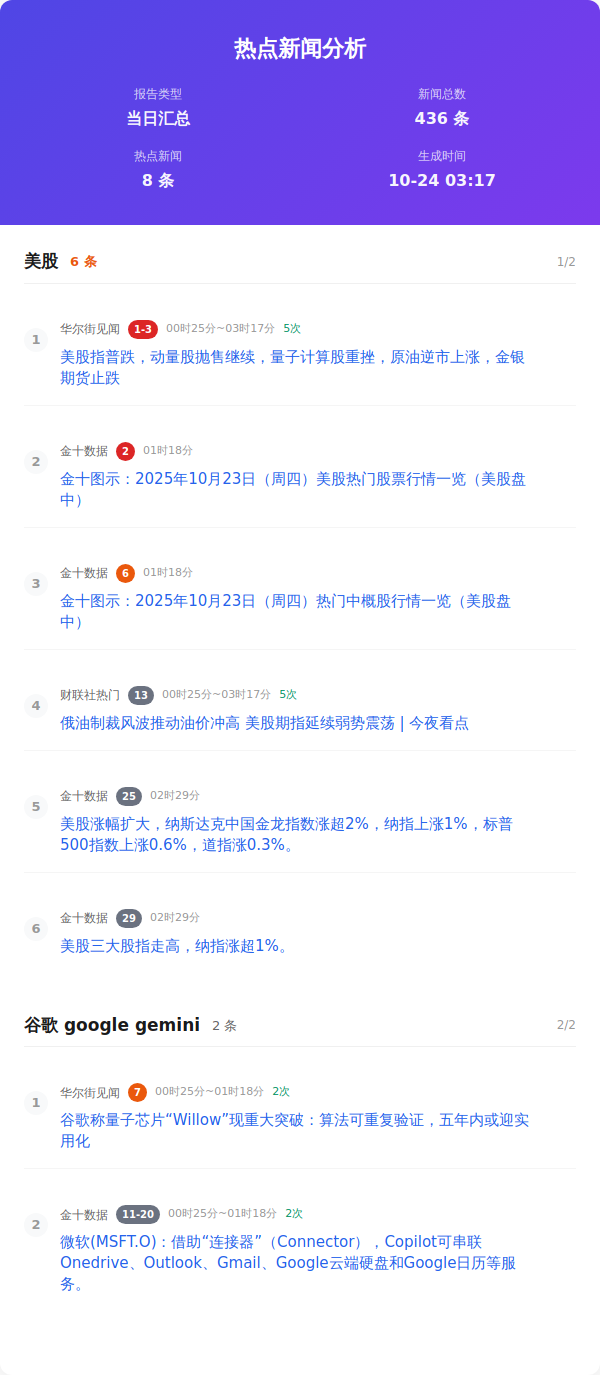 热点新闻分析
报告类型
新闻总数
当日汇总
436 条
热点新闻
生成时间
8 条
10-24 03:17
美股 6 条 1/2
1
华尔街见闻 1-3 00时25分~03时17分 5次
美股指普跌，动量股抛售继续，量子计算股重挫，原油逆市上涨，金银
期货止跌
2
金十数据 2 01时18分
金十图示：2025年10月23日（周四）美股热门股票行情一览（美股盘
中）
3
金十数据 6 01时18分
金十图示：2025年10月23日（周四）热门中概股行情一览（美股盘
中）
4
财联社热门 13 00时25分~03时17分 5次
俄油制裁风波推动油价冲高 美股期指延续弱势震荡 | 今夜看点
5
金十数据 25 02时29分
美股涨幅扩大，纳斯达克中国金龙指数涨超2%，纳指上涨1%，标普
500指数上涨0.6%，道指涨0.3%。
6
金十数据 29 02时29分
美股三大股指走高，纳指涨超1%。
谷歌 google gemini 2 条 2/2
1
华尔街见闻 7 00时25分~01时18分 2次
谷歌称量子芯片“Willow”现重大突破：算法可重复验证，五年内或迎实
用化
2
金十数据 11-20 00时25分~01时18分 2次
微软(MSFT.O)：借助“连接器”（Connector），Copilot可串联
Onedrive、Outlook、Gmail、Google云端硬盘和Google日历等服
务。